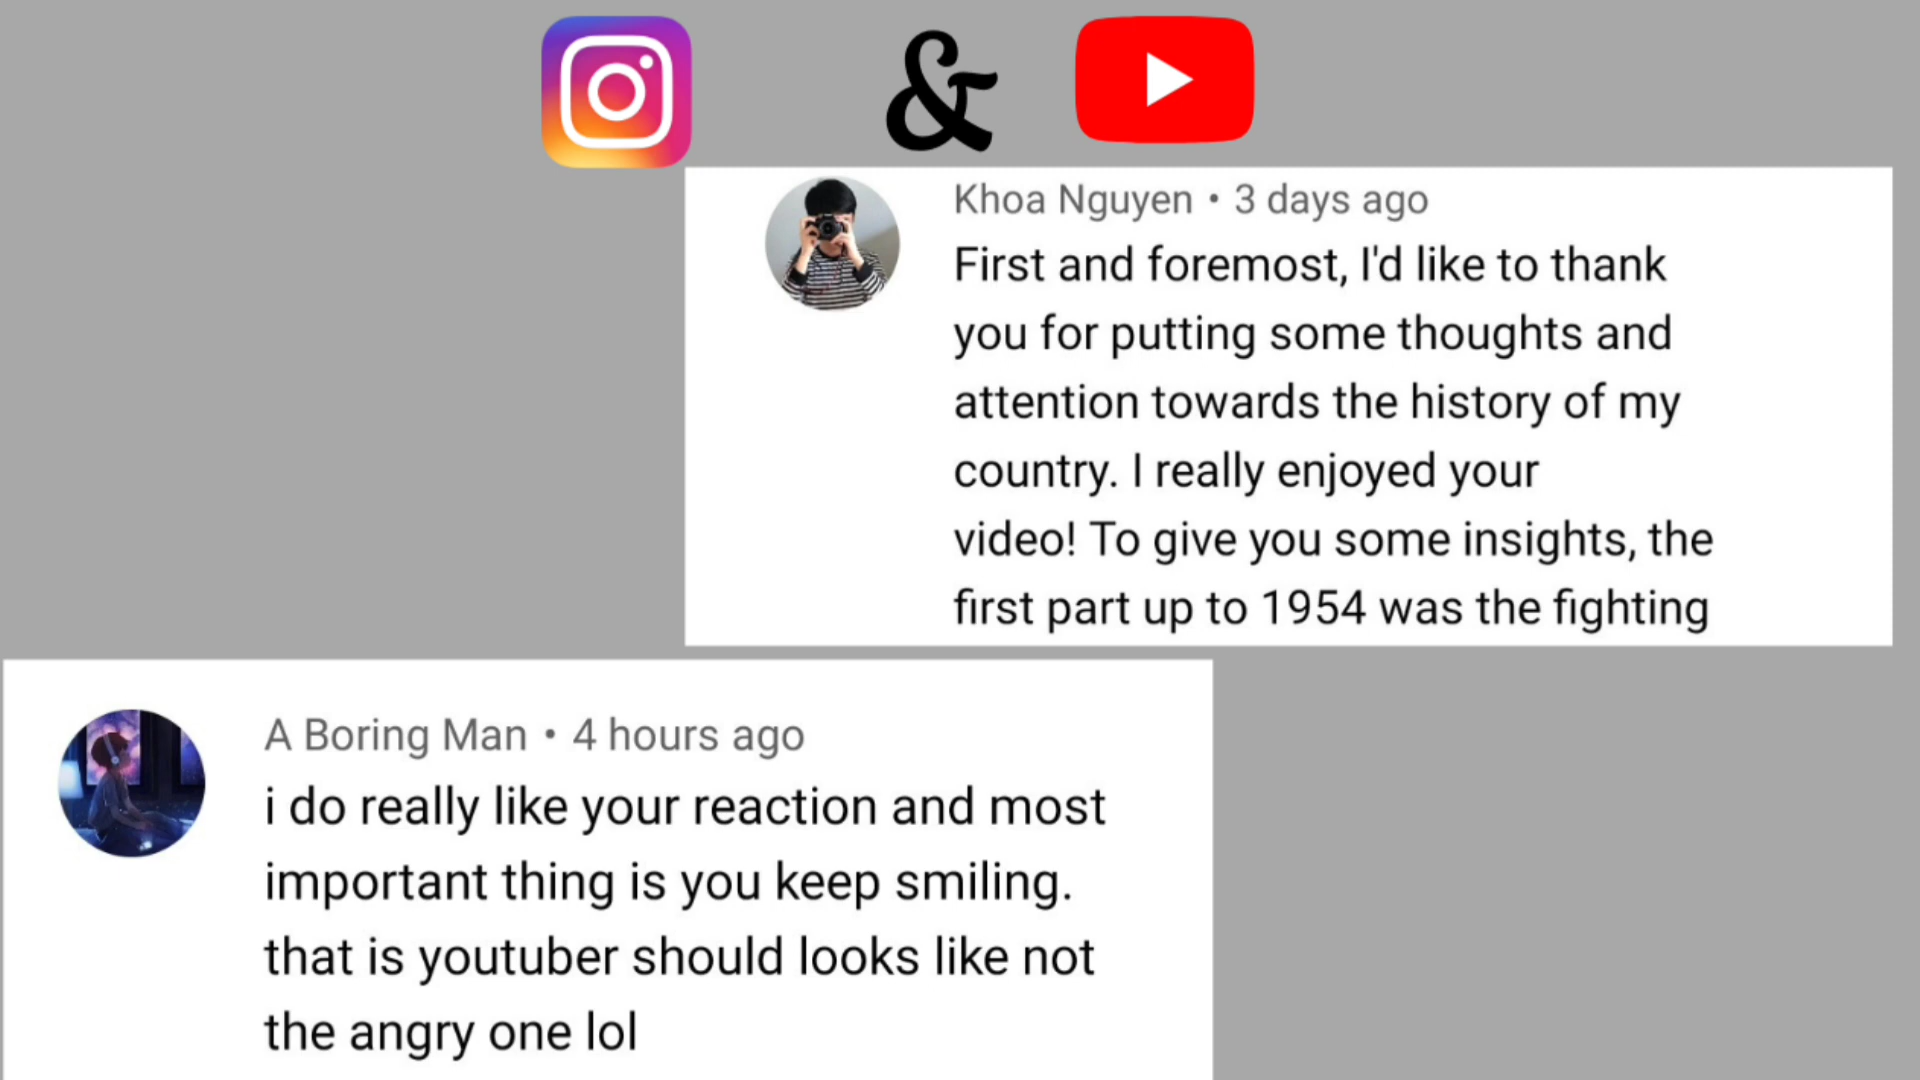 &
Khoa Nguyen • 3 days ago
First and foremost, I'd like to thank
you for putting some thoughts and
attention towards the history of my
country. I really enjoyed your
video! To give you some insights, the
first part up to 1954 was the fighting
A Boring Man • 4 hours ago
i do really like your reaction and most
important thing is you keep smiling.
that is youtuber should looks like not
the angry one lol